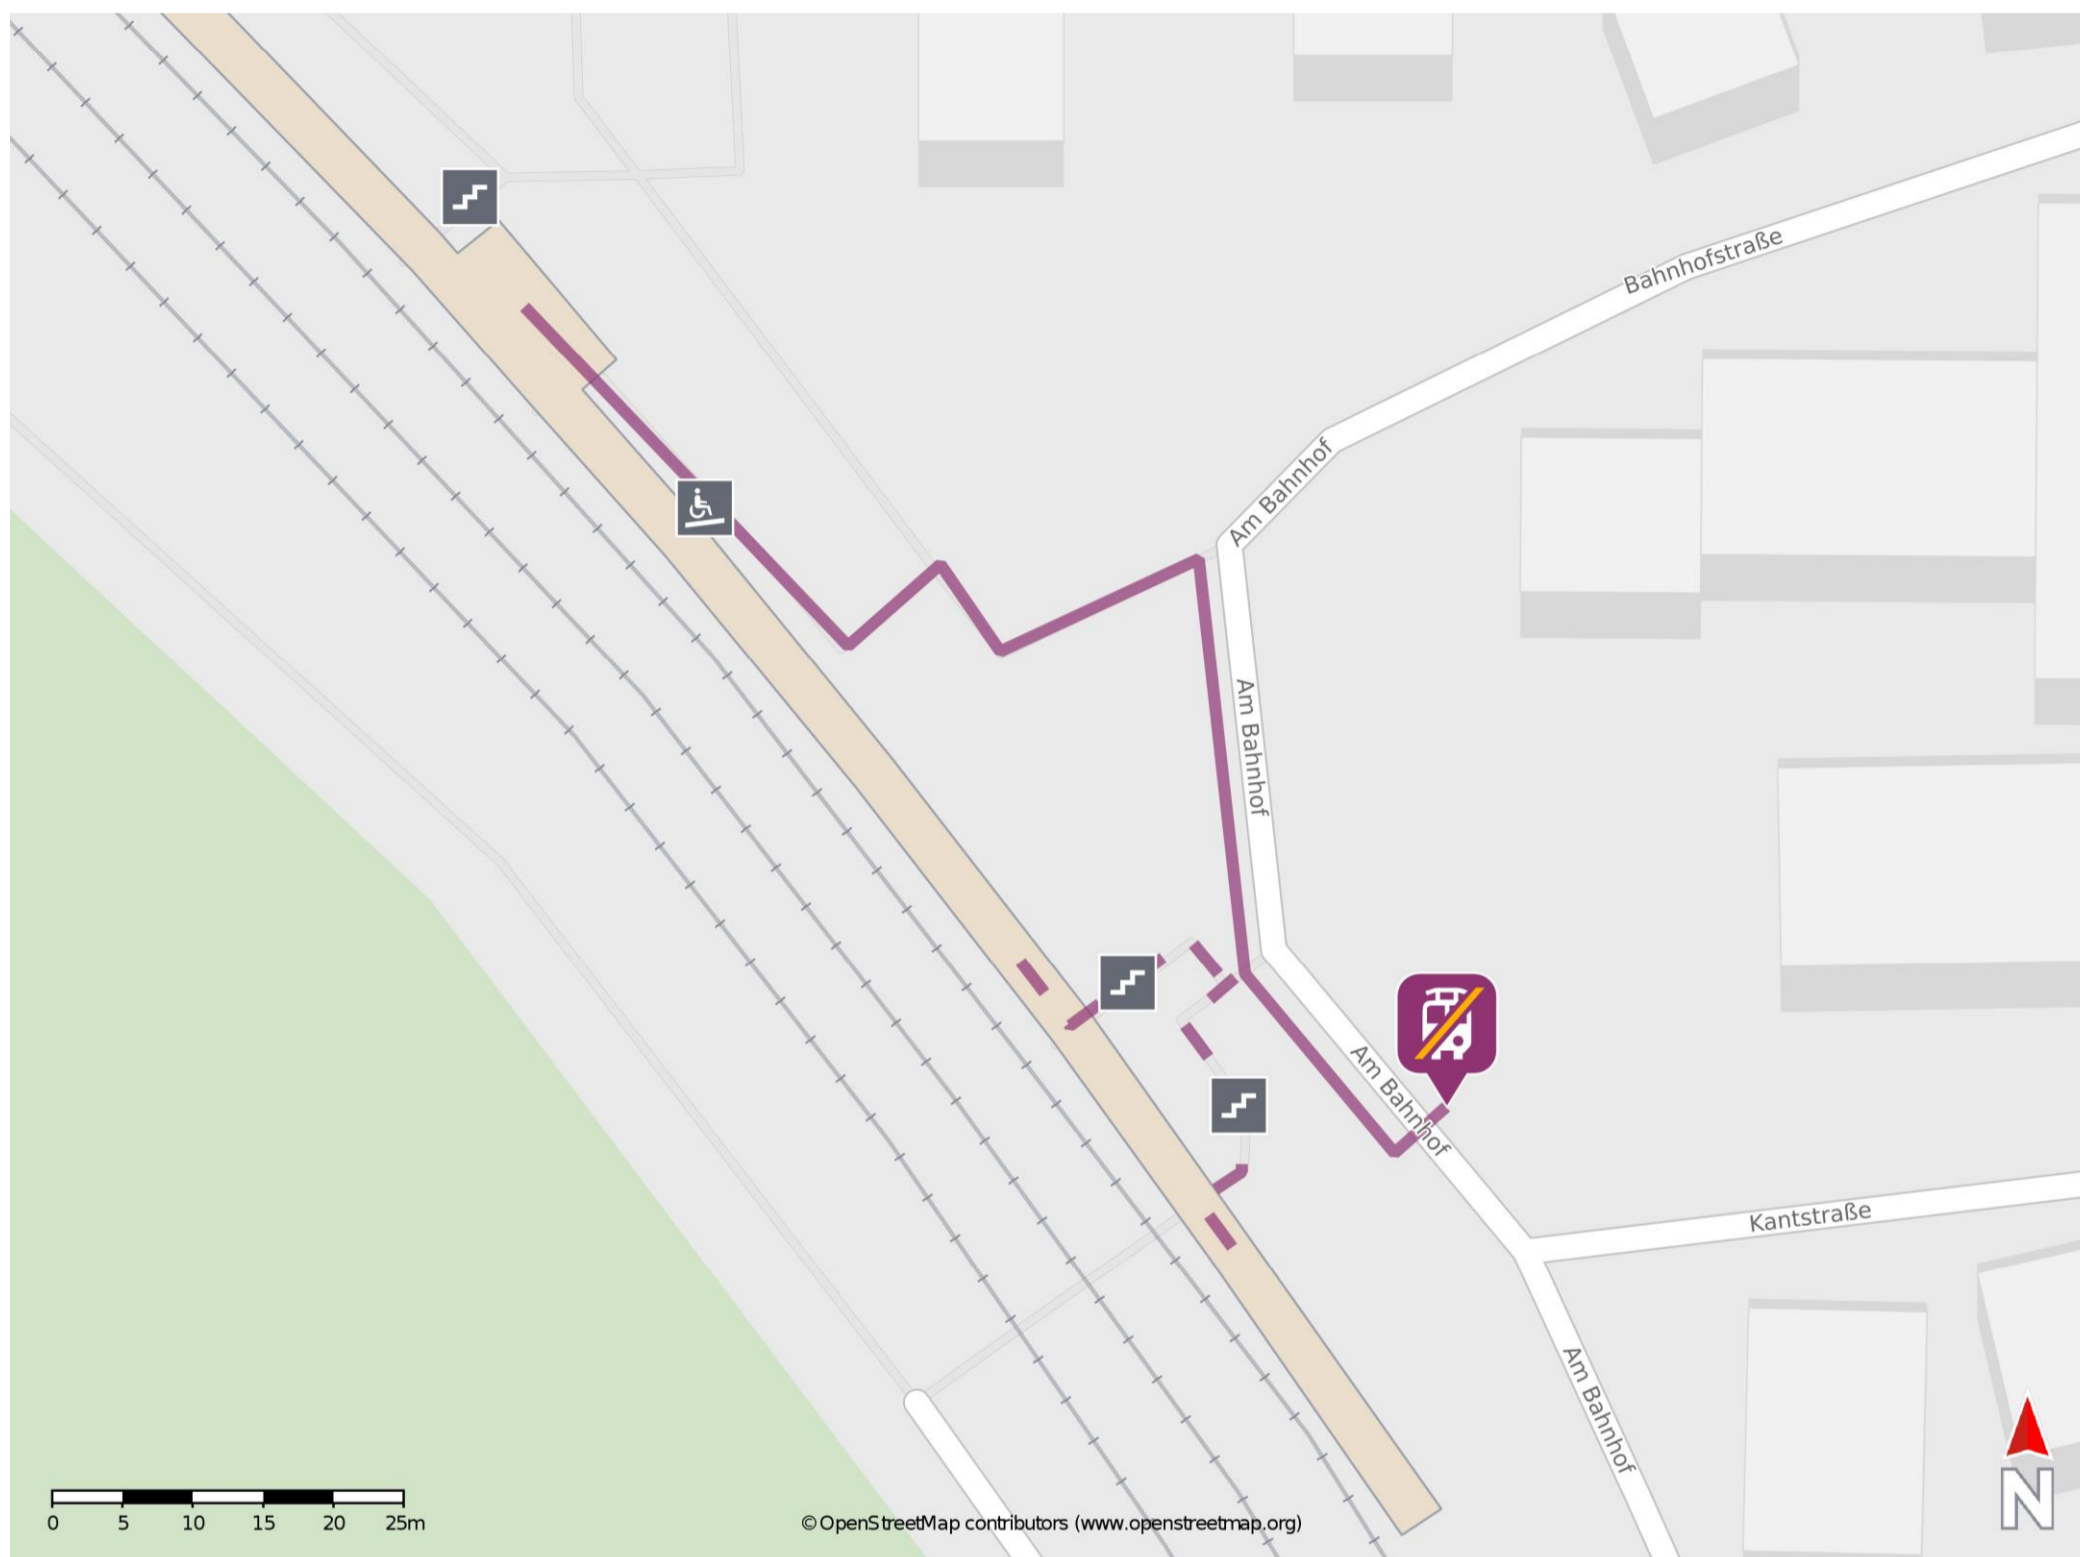 Bahnhofstraße
Am Bahnhof
Am Bahnhof
Am Bahnhof
Kantstraße
Am Bahnhof
N
0 5 10 15 20 25m
©OpenStreetMap contributors (www.openstreetmap.org)